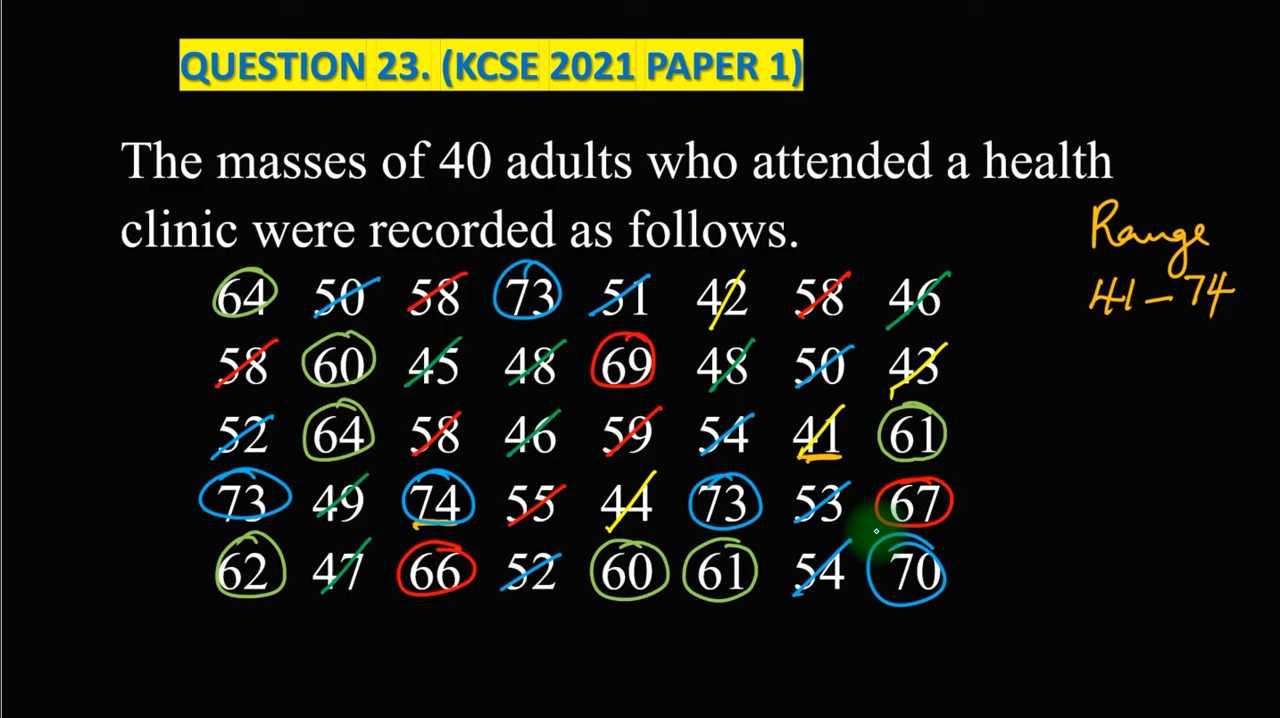 QUESTION 23. (KCSE 2021 PAPER 1)
The masses of 40 adults who attended a health
clinic were recorded as follows.
Range
41 – 74
64 50 58 73 51 42 58 46
58 60 45 48 69 48 50 43
52 64 58 46 59 54 41 61
73 49 74 55 44 73 53 67
62 47 66 52 60 61 54 70